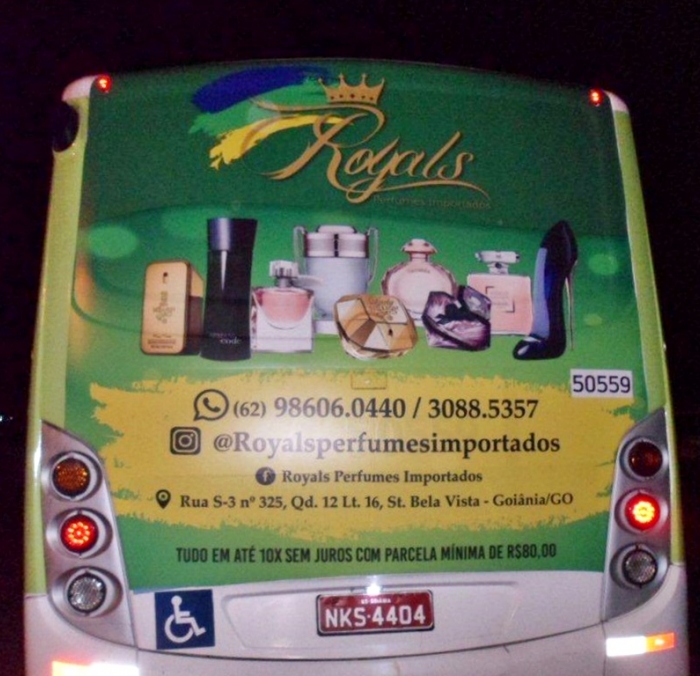 Royals
Perfumes Importados
code
50559
(62) 98606.0440 / 3088.5357
@Royalsperfumesimportados
Royals Perfumes Importados
Rua S-3 nº 325, Qd. 12 Lt. 16, St. Bela Vista - Goiânia/GO
TUDO EM ATÉ 10X SEM JUROS COM PARCELA MÍNIMA DE R$80,00
NKS-4404